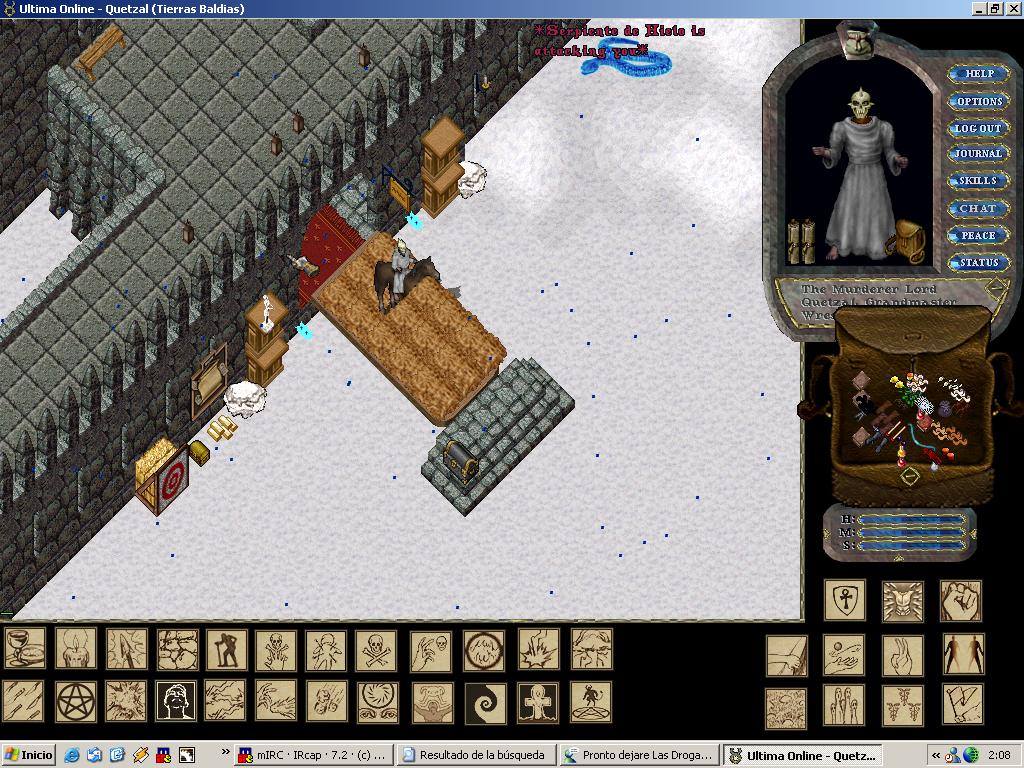 Ultima Online - Quetzal (Tierras Baldias)
*Serpiente de Hielo is
attacking you*
HELP
OPTIONS
LOG OUT
JOURNAL
SKILLS
CHAT
PEACE
STATUS
The Murderer Lord
Quetzal, Grandmaster
Wres
H:
M:
S:
Inicio
»
mIRC · IRcap · 7.2 · (c) ...
Resultado de la búsqueda
Pronto dejare Las Droga...
Ultima Online - Quetz...
«
2:08